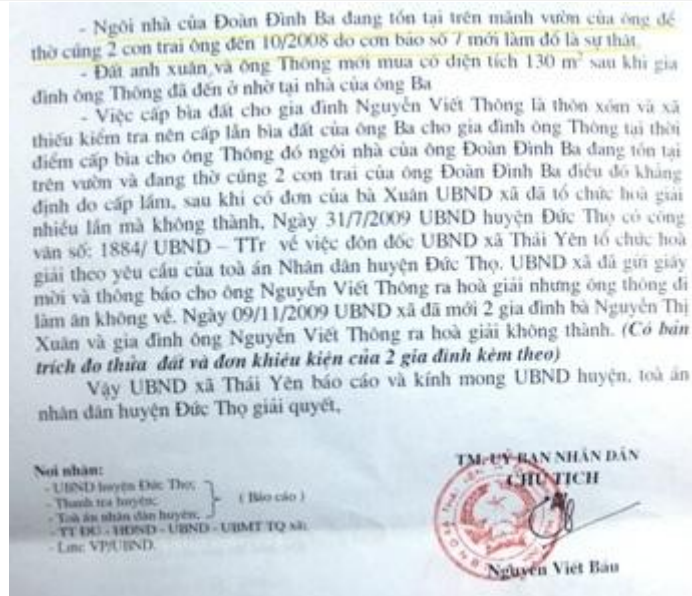 - Ngôi nhà của Đoàn Đình Ba đang tồn tại trên mảnh vườn của ông để
thờ cúng 2 con trai ông đến 10/2008 do cơn bảo số 7 mới làm đổ là sự thật.
- Đất anh xuân và ông Thông mới mua có diện tích 130 m² sau khi gia
đình ông Thông đã đến ở nhờ tại nhà của ông Ba
- Việc cấp bìa đất cho gia đình Nguyễn Viết Thông là thôn xóm và xã
thiếu kiểm tra nên cấp lấn bìa đất của ông Ba cho gia đình ông Thông tại thời
điểm cấp bìa cho ông Thông đó ngôi nhà của ông Đoàn Đình Ba đang tồn tại
trên vườn và đang thờ cúng 2 con trai của ông Đoàn Đình Ba điều đó khẳng
định do cấp lầm, sau khi có đơn của bà Xuân UBND xã đã tổ chức hoà giải
nhiều lần mà không thành, Ngày 31/7/2009 UBND huyện Đức Thọ có công
văn số: 1884/ UBND – TTr về việc đôn đốc UBND xã Thái Yên tổ chức hoà
giải theo yêu cầu của toà án Nhân dân huyện Đức Thọ. UBND xã đã gửi giấy
mời và thông báo cho ông Nguyễn Viết Thông ra hoà giải nhưng ông thông đi
làm ăn không về. Ngày 09/11/2009 UBND xã đã mới 2 gia đình bà Nguyễn Thị
Xuân và gia đình ông Nguyễn Viết Thông ra hoà giải không thành. (Có bản
trích đo thửa đất và đơn khiếu kiện của 2 gia đình kèm theo)
Vậy UBND xã Thái Yên báo cáo và kính mong UBND huyện, toà án
nhân dân huyện Đức Thọ giải quyết,
Nơi nhận:
- UBND huyện Đức Thọ;
- Thanh tra huyện;
- Toà án nhân dân huyện;
( Báo cáo )
- TT ĐU - HĐND - UBND - UBMT TQ xã;
- Lưu: VP/UBND.
TM. UỶ BAN NHÂN DÂN
CHỦ TỊCH
Nguyễn Viết Báu